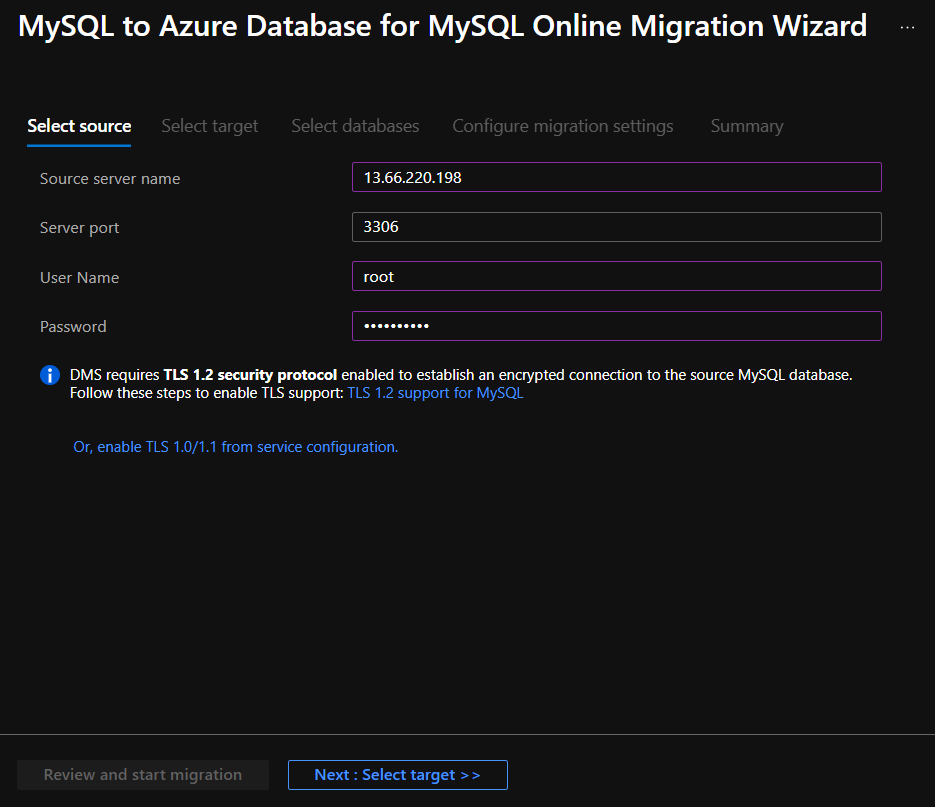 MySQL to Azure Database for MySQL Online Migration Wizard ...
Select source Select target Select databases Configure migration settings Summary
Source server name 13.66.220.198
Server port 3306
User Name root
Password ••••••••••
DMS requires TLS 1.2 security protocol enabled to establish an encrypted connection to the source MySQL database.
Follow these steps to enable TLS support: TLS 1.2 support for MySQL
Or, enable TLS 1.0/1.1 from service configuration.
Review and start migration Next : Select target >>